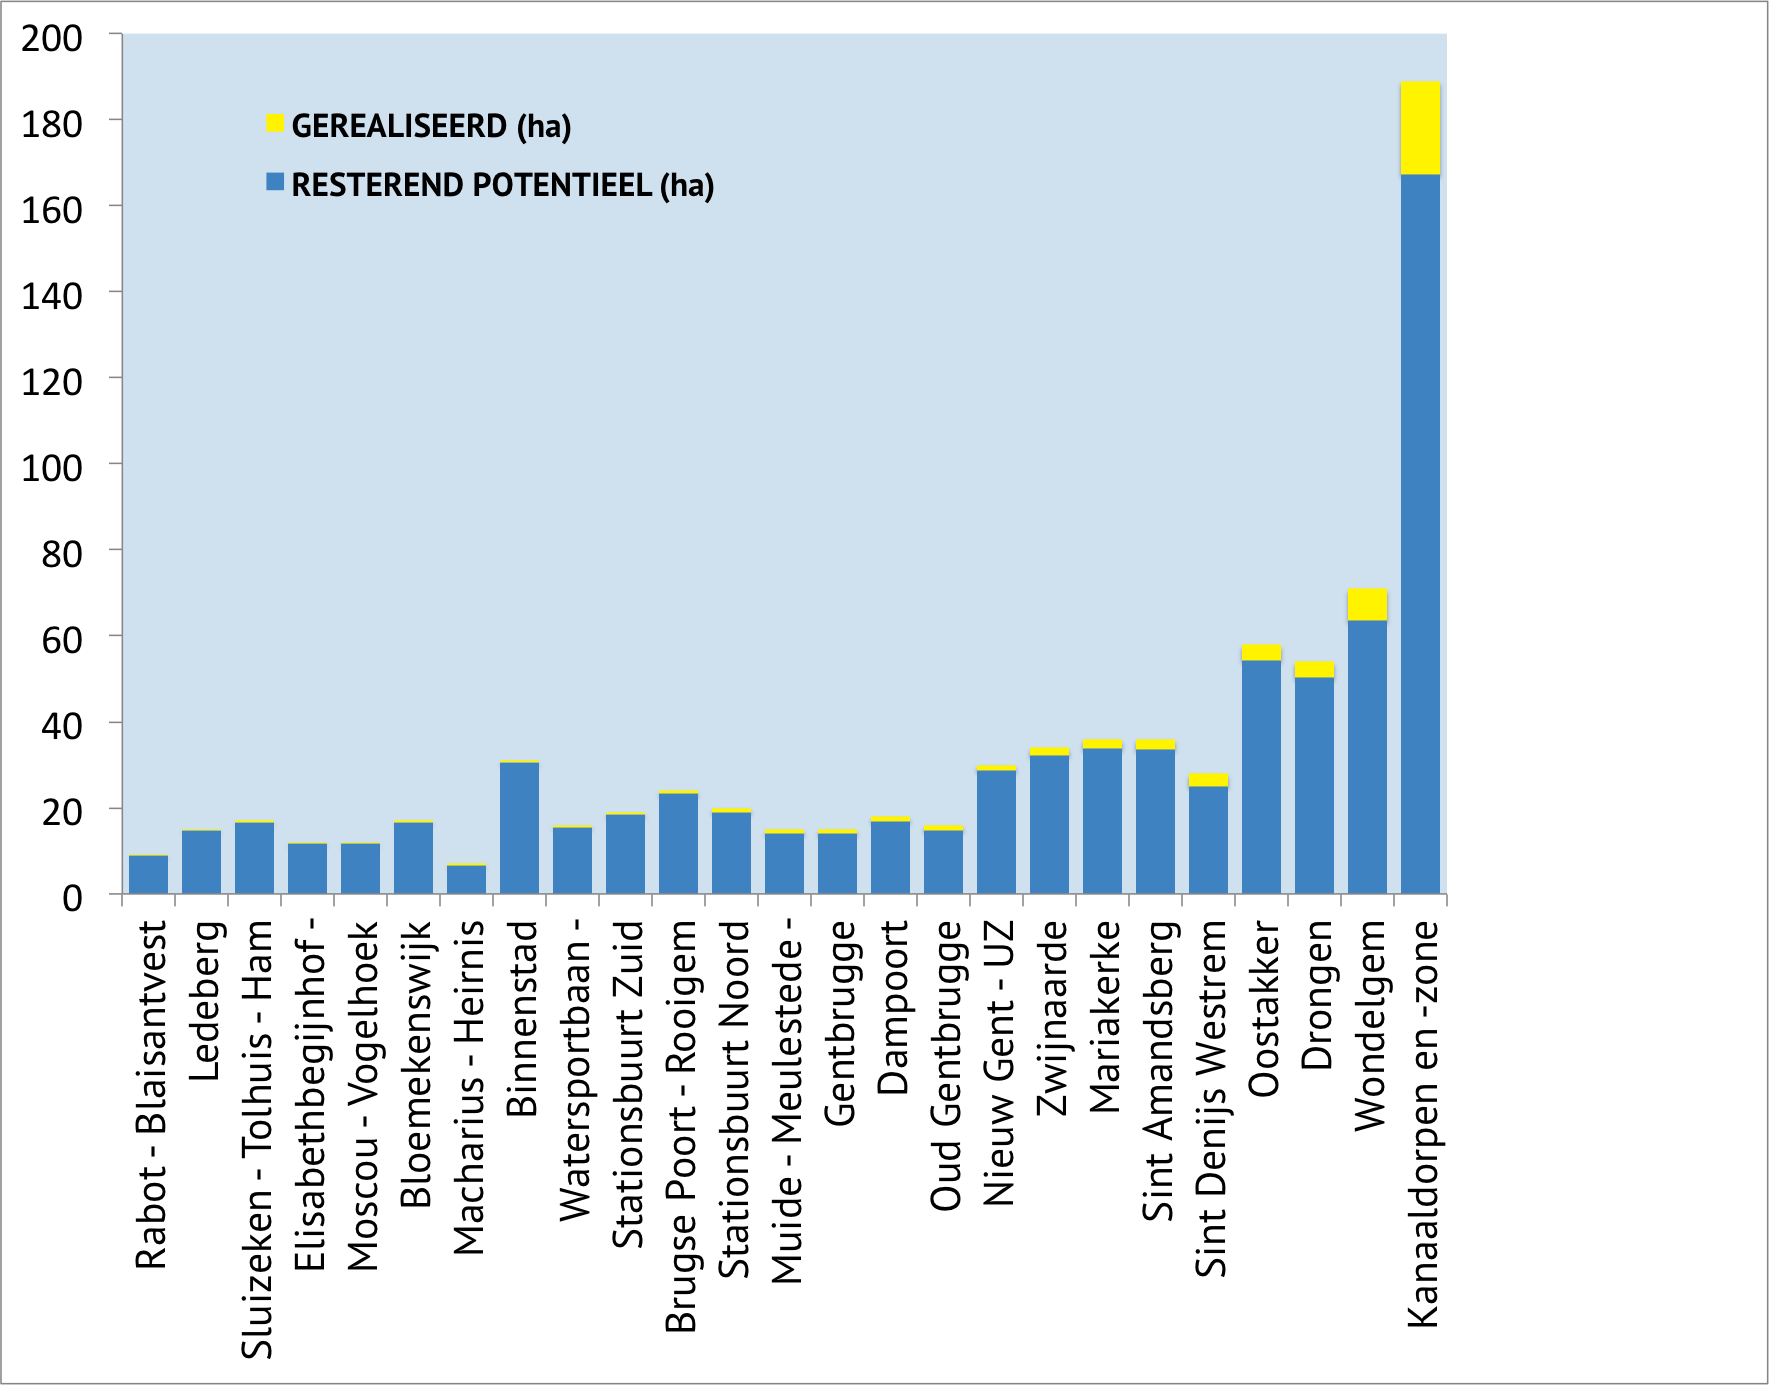 200
180
160
140
120
100
80
60
40
20
0
GEREALISEERD (ha)
RESTEREND POTENTIEEL (ha)
Rabot - Blaisantvest
Ledeberg
Sluizeken - Tolhuis - Ham
Elisabethbegijnhof -
Moscou - Vogelhoek
Bloemekenswijk
Macharius - Heirnis
Binnenstad
Watersportbaan -
Stationsbuurt Zuid
Brugse Poort - Rooigem
Stationsbuurt Noord
Muide - Meulestede -
Gentbrugge
Dampoort
Oud Gentbrugge
Nieuw Gent - UZ
Zwijnaarde
Mariakerke
Sint Amandsberg
Sint Denijs Westrem
Oostakker
Drongen
Wondelgem
Kanaaldorpen en -zone